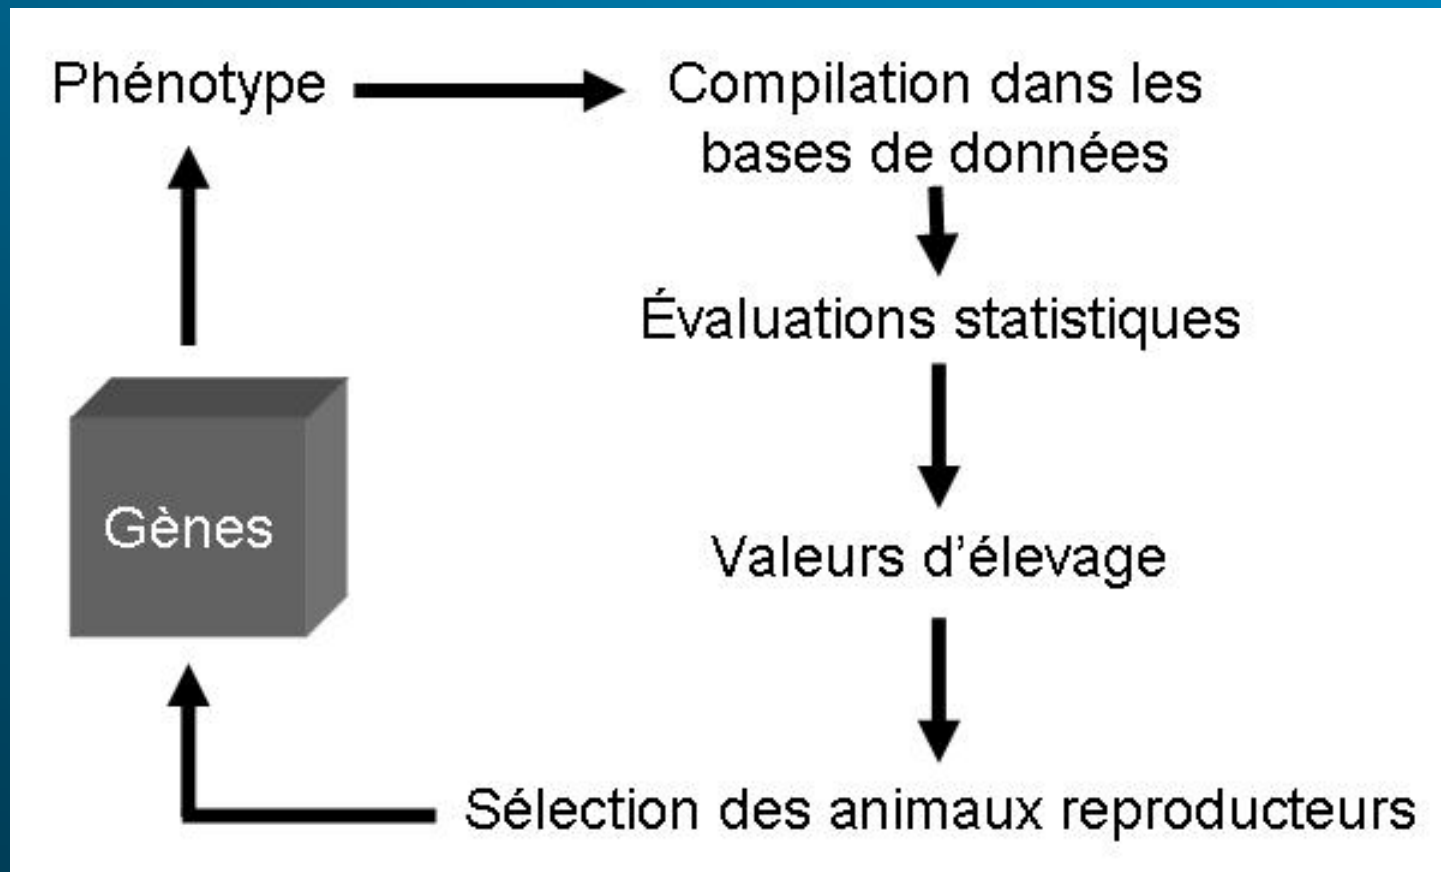 Phénotype
Compilation dans les
bases de données
Évaluations statistiques
Valeurs d’élevage
Sélection des animaux reproducteurs
Gènes